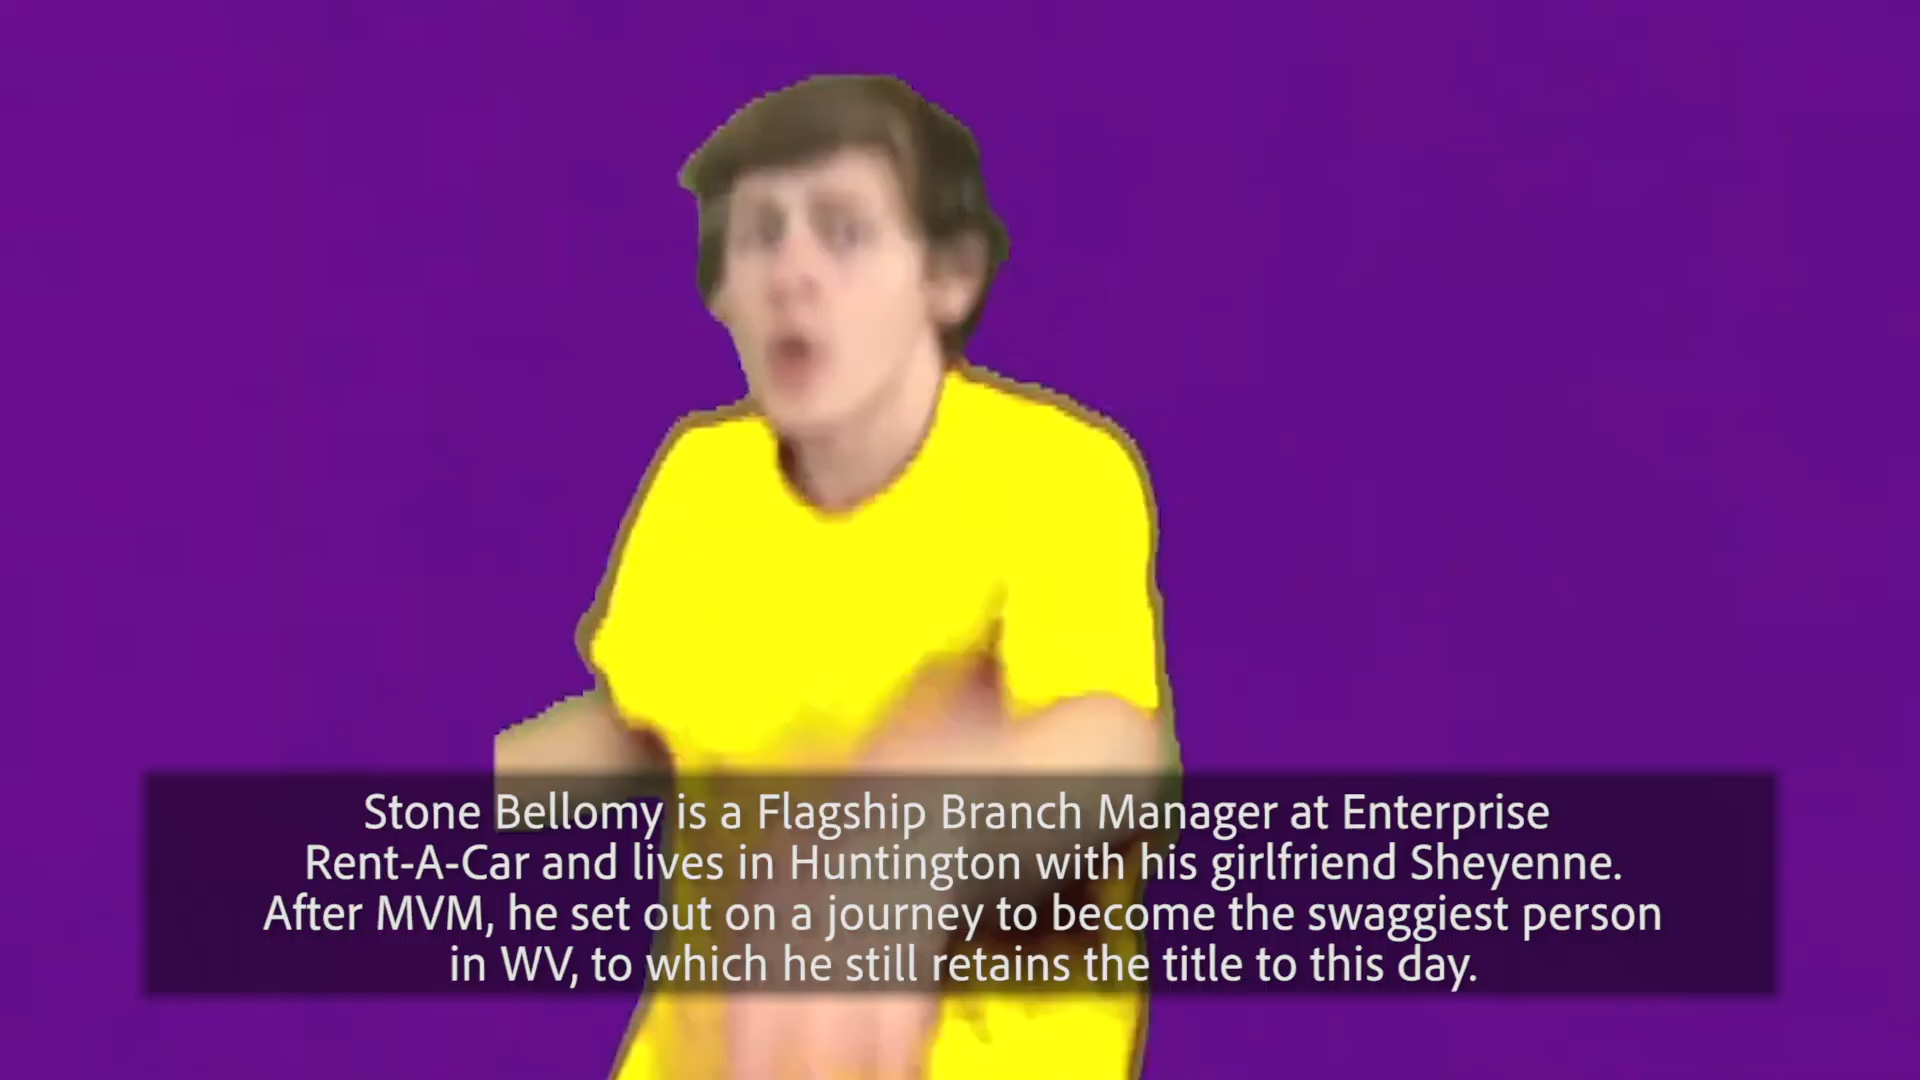 Stone Bellomy is a Flagship Branch Manager at Enterprise
Rent-A-Car and lives in Huntington with his girlfriend Sheyenne.
After MVM, he set out on a journey to become the swaggiest person
in WV, to which he still retains the title to this day.